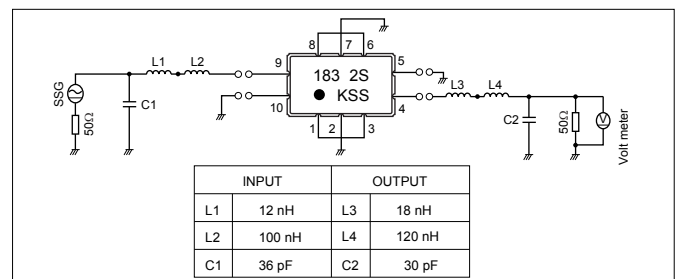 8 7 6
L1 L2 9 5
183 2S
L3 L4
SSG
C1
KSS
10 4
C2
50Ω
50Ω
V
Volt meter
1 2 3
INPUT OUTPUT
L1 12 nH L3 18 nH
L2 100 nH L4 120 nH
C1 36 pF C2 30 pF